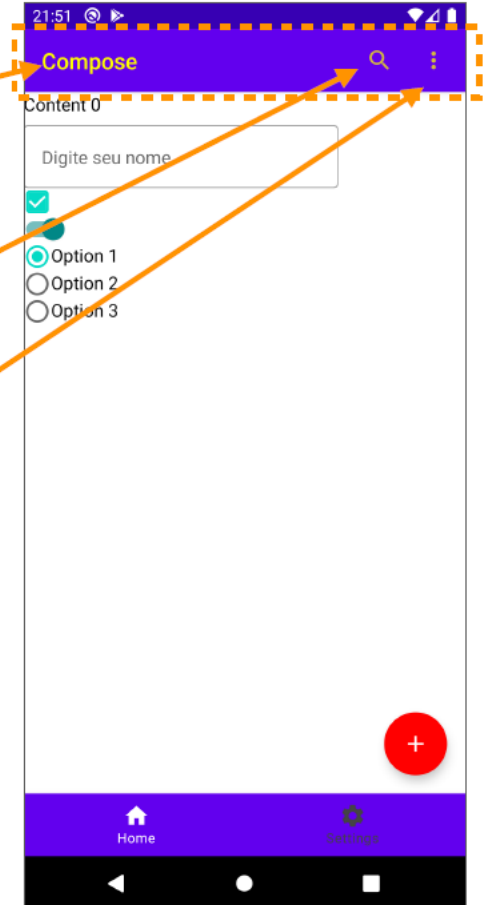 21:51
Compose
Content 0
Digite seu nome
Option 1
Option 2
Option 3
Home
Settings